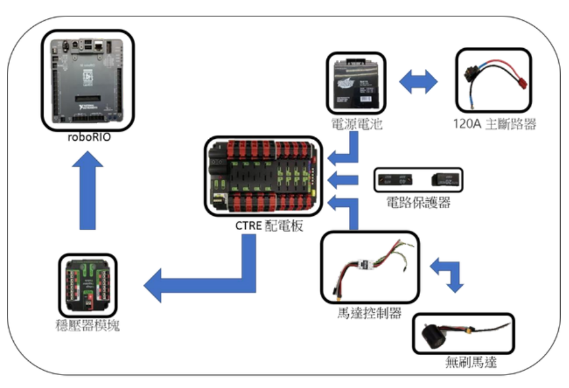 電源電池
120A 主斷路器
roboRIO
電路保護器
CTRE 配電板
馬達控制器
穩壓器模塊
無刷馬達